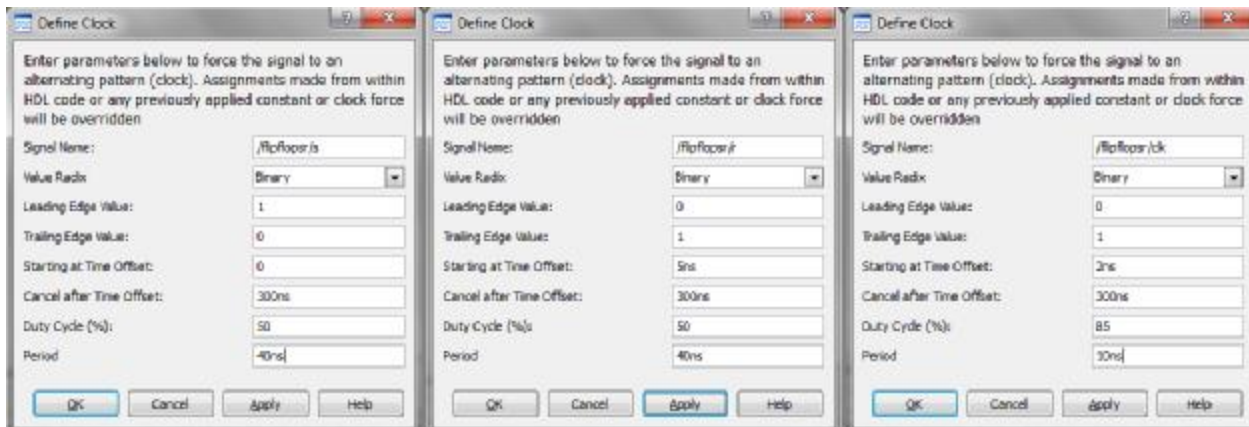 Define Clock
Enter parameters below to force the signal to an
alternating pattern (clock). Assignments made from within
HDL code or any previously applied constant or clock force
will be overridden
Signal Name: /flipflopsr/s
Value Radix Binary
Leading Edge Value: 1
Trailing Edge Value: 0
Starting at Time Offset: 0
Cancel after Time Offset: 300ns
Duty Cycle (%): 50
Period 40ns
OK Cancel Apply Help
Define Clock
Enter parameters below to force the signal to an
alternating pattern (clock). Assignments made from within
HDL code or any previously applied constant or clock force
will be overridden
Signal Name: /flipflopsr/r
Value Radix Binary
Leading Edge Value: 0
Trailing Edge Value: 1
Starting at Time Offset: 5ns
Cancel after Time Offset: 300ns
Duty Cycle (%): 50
Period 40ns
OK Cancel Apply Help
Define Clock
Enter parameters below to force the signal to an
alternating pattern (clock). Assignments made from within
HDL code or any previously applied constant or clock force
will be overridden
Signal Name: /flipflopsr/clk
Value Radix Binary
Leading Edge Value: 0
Trailing Edge Value: 1
Starting at Time Offset: 2ns
Cancel after Time Offset: 300ns
Duty Cycle (%): 85
Period
OK Cancel Apply Help